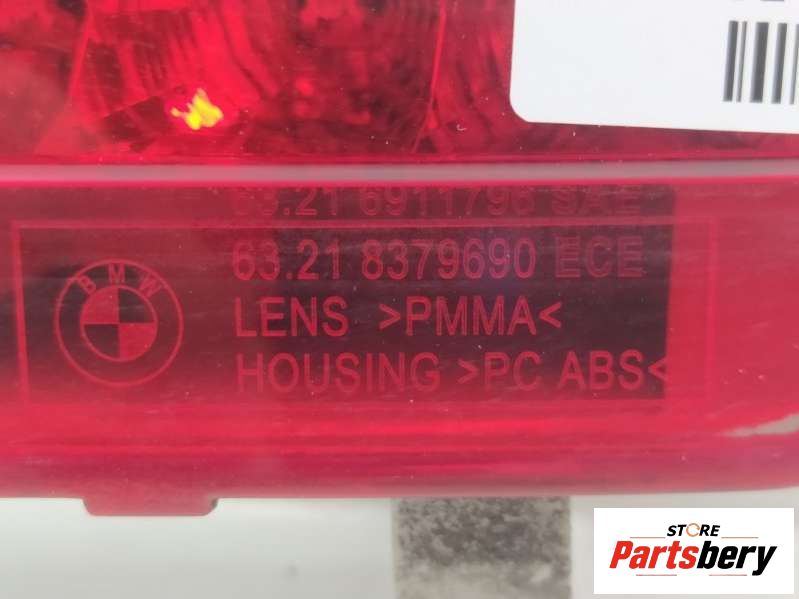 63.21 6911796 SAE
63.21 8379690 ECE
BMW
LENS >PMMA<
HOUSING >PC ABS<
STORE
Partsbery